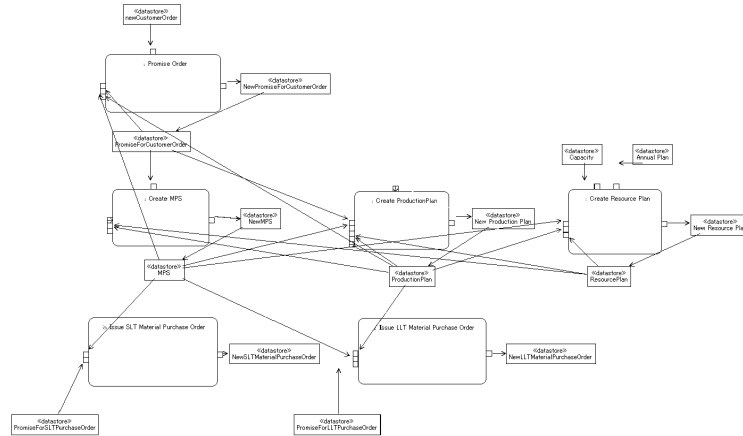 «datastore»
newCustomerOrder
: Promise Order
«datastore»
NewPromiseForCustomerOrder
«datastore»
PromiseForCustomerOrder
«datastore»
Capacity
«datastore»
Annual Plan
: Create MPS
«datastore»
NewMPS
: Create ProductionPlan
«datastore»
New Production Plan
: Create Resource Plan
«datastore»
New Resource Pla
«datastore»
MPS
«datastore»
ProductionPlan
«datastore»
ResourcePlan
: Issue SLT Material Purchase Order
«datastore»
NewSLTMaterialPurchaseOrder
: Issue LLT Material Purchase Order
«datastore»
NewLLTMaterialPurchaseOrder
«datastore»
PromiseForSLTPurchaseOrder
«datastore»
PromiseForLLTPurchaseOrder